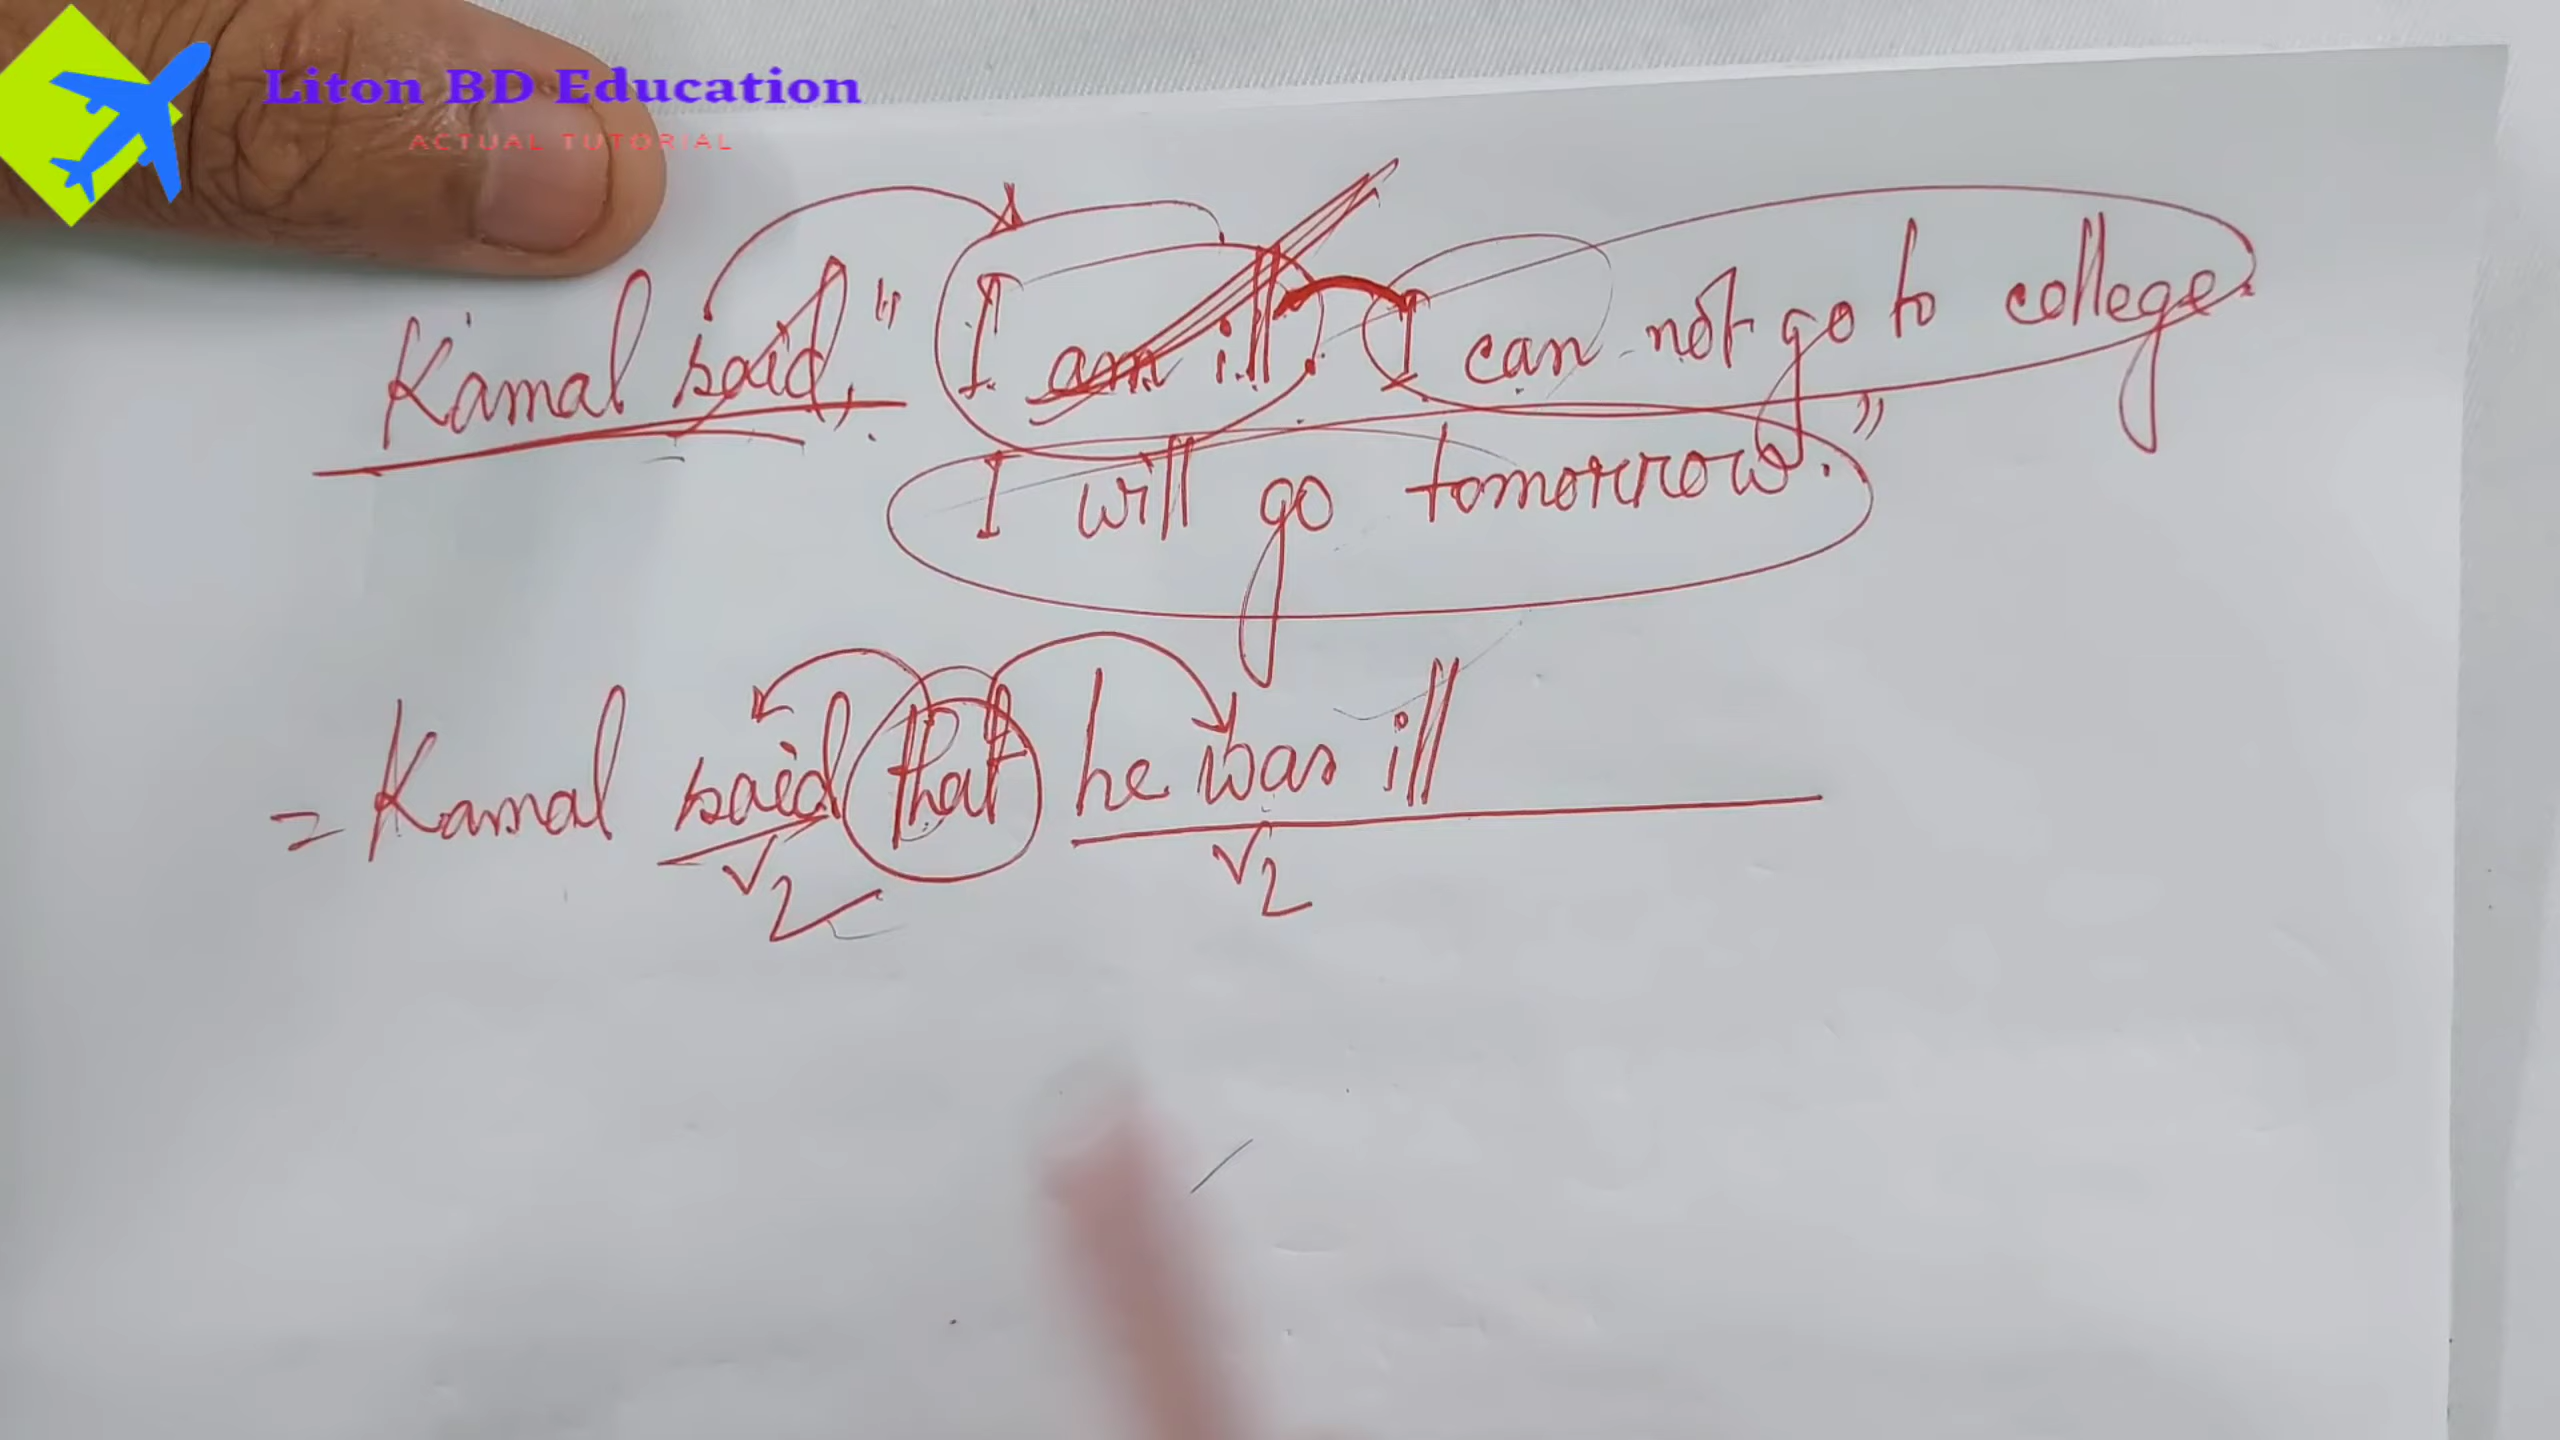 Liton BD Education
ACTUAL TUTORIAL
Kamal said, "I am ill. I can not go to college.
I will go tomorrow."
= Kamal said that he was ill
V2 V2